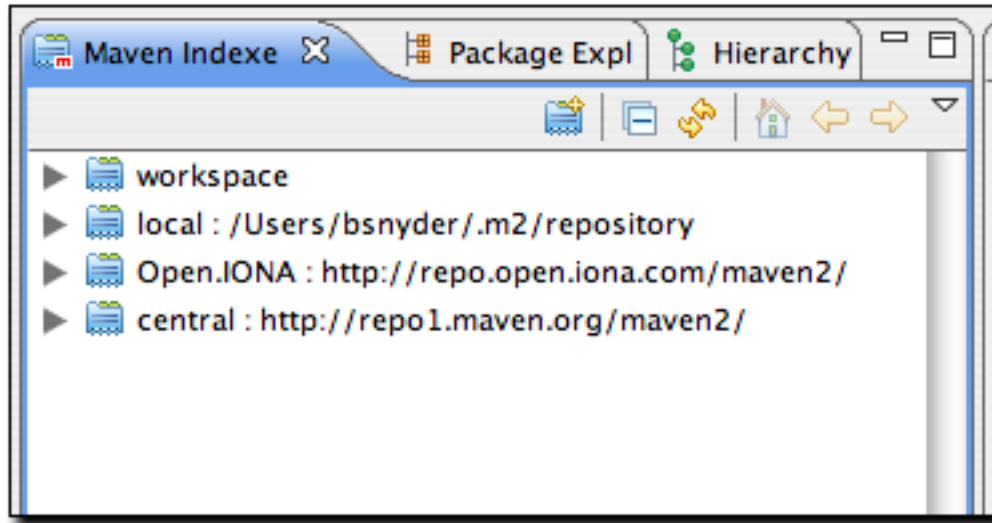 Maven Indexe Package Expl Hierarchy
workspace
local : /Users/bsnyder/.m2/repository
Open.IONA : http://repo.open.iona.com/maven2/
central : http://repo1.maven.org/maven2/